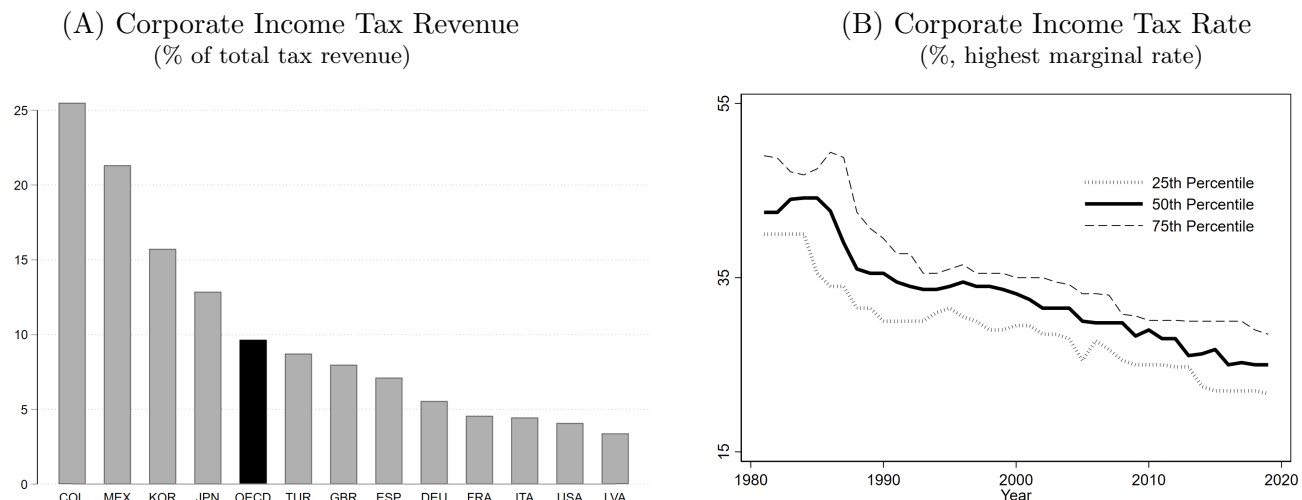 (A) Corporate Income Tax Revenue
(% of total tax revenue)
25
20
15
10
5
0
COL MEX KOR JPN OECD TUR GBR ESP DEU FRA ITA USA LVA
(B) Corporate Income Tax Rate
(%, highest marginal rate)
55
35
15
25th Percentile
50th Percentile
75th Percentile
1980 1990 2000 2010 2020
Year